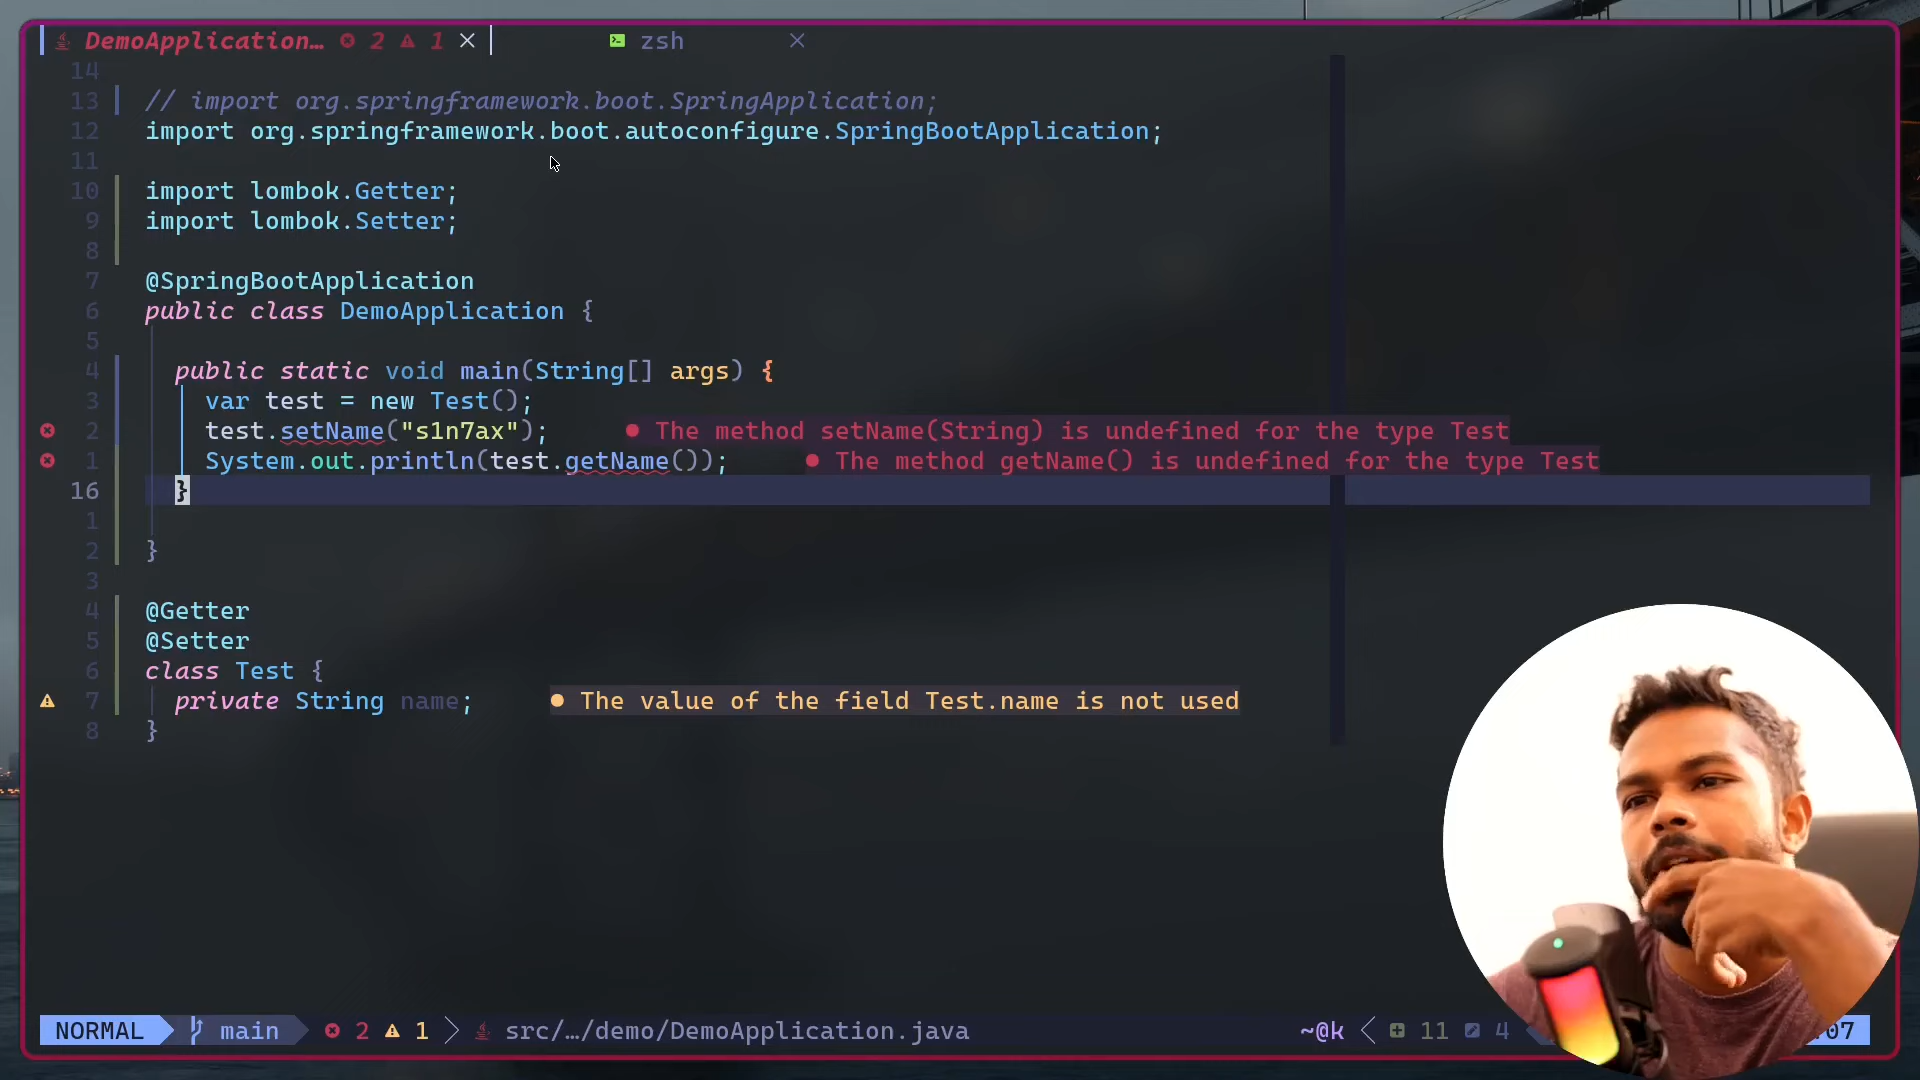 DemoApplication… 2 1 zsh
14
13 // import org.springframework.boot.SpringApplication;
12 import org.springframework.boot.autoconfigure.SpringBootApplication;
11
10 import lombok.Getter;
9 import lombok.Setter;
8
7 @SpringBootApplication
6 public class DemoApplication {
5
4 public static void main(String[] args) {
3 var test = new Test();
2 test.setName("s1n7ax"); ● The method setName(String) is undefined for the type Test
1 System.out.println(test.getName()); ● The method getName() is undefined for the type Test
16 }
1
2 }
3
4 @Getter
5 @Setter
6 class Test {
7 private String name; ● The value of the field Test.name is not used
8 }
NORMAL main 2 1 src/…/demo/DemoApplication.java ~@k 11 4 07